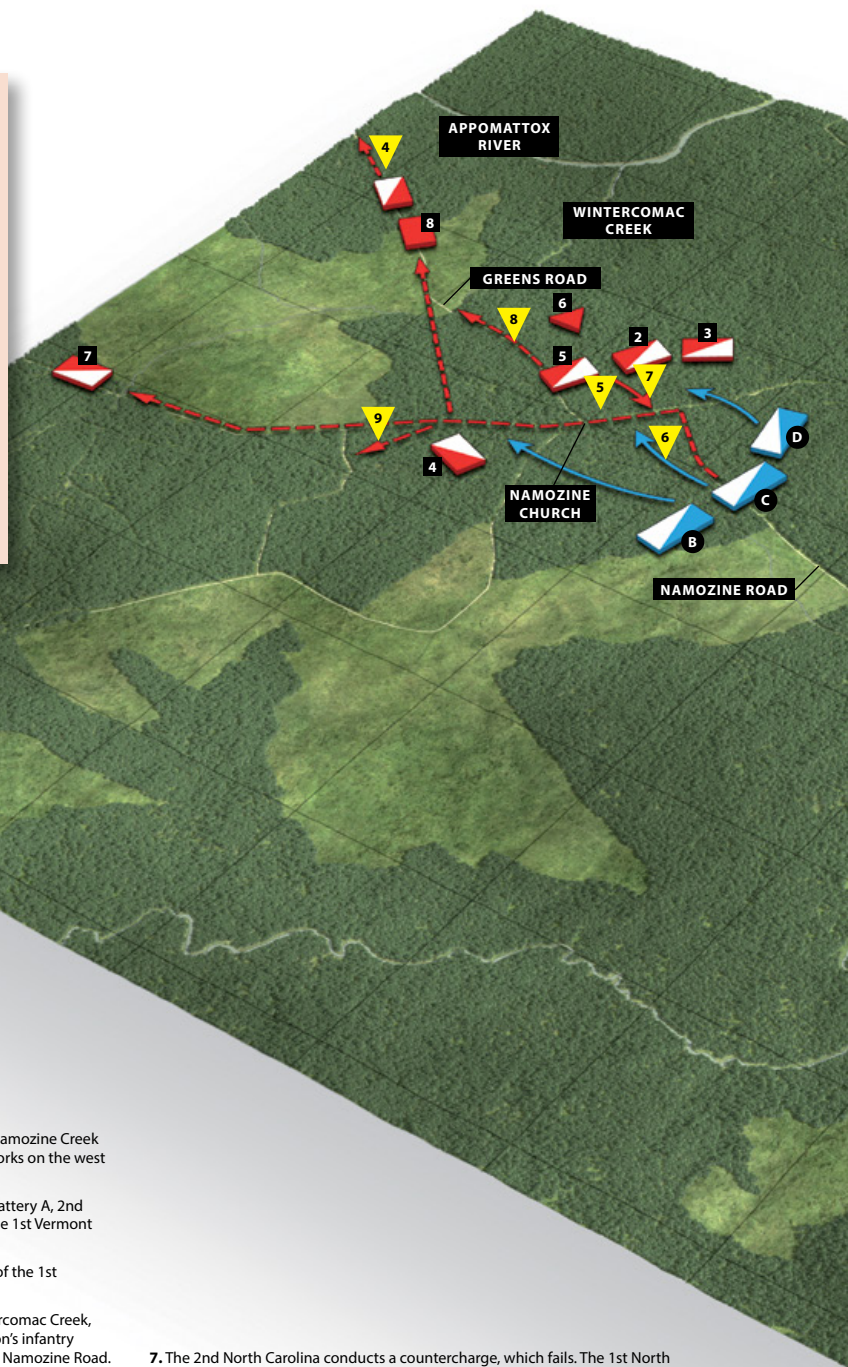 APPOMATTOX
RIVER
4
8
WINTERCOMAC
CREEK
GREENS ROAD
6
8
5
2
3
7
5
7
9
6
D
4
C
NAMOZINE
CHURCH
B
NAMOZINE ROAD
amozine Creek
orks on the west
attery A, 2nd
e 1st Vermont
of the 1st
rcomac Creek,
on's infantry
Namozine Road.
7. The 2nd North Carolina conducts a countercharge, which fails. The 1st North